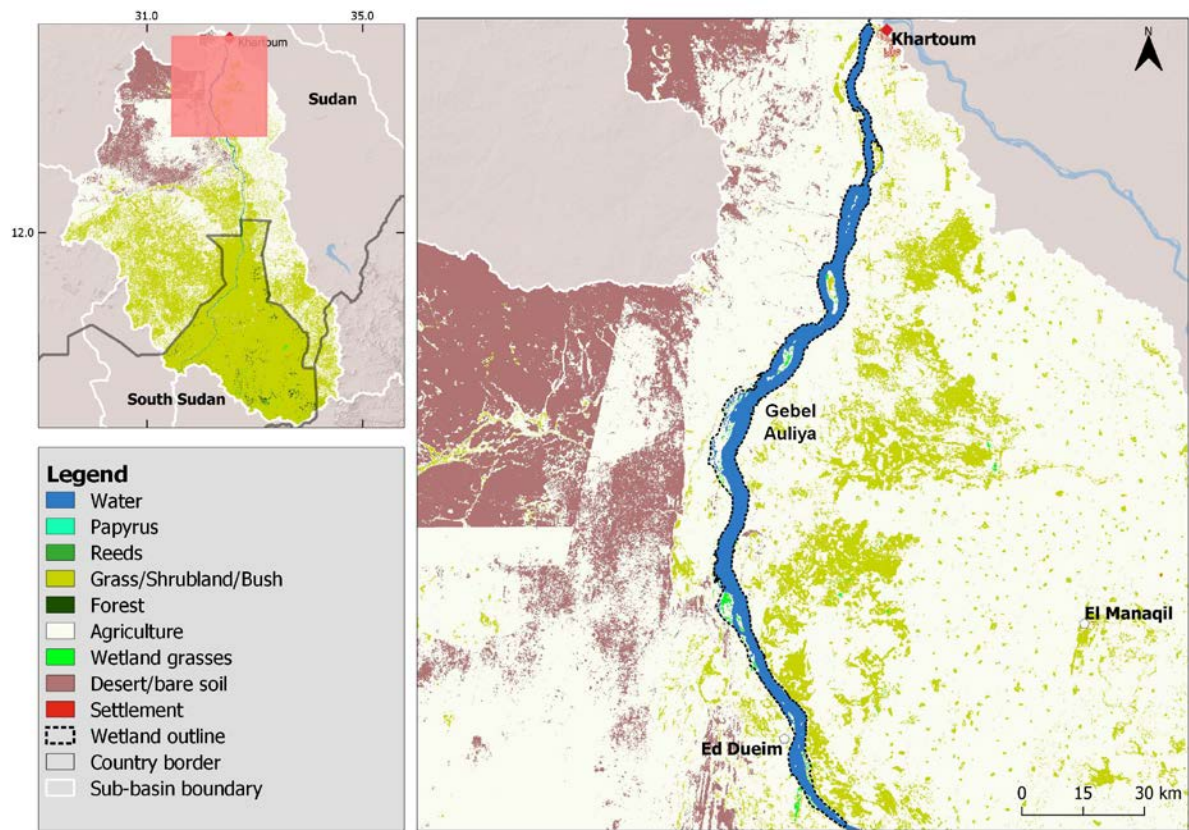 31.0
35.0
Khartoum
Sudan
12.0
South Sudan
Legend
Water
Papyrus
Reeds
Grass/Shrubland/Bush
Forest
Agriculture
Wetland grasses
Desert/bare soil
Settlement
Wetland outline
Country border
Sub-basin boundary
N
Khartoum
Gebel
Auliya
El Manaqil
Ed Dueim
0 15 30 km